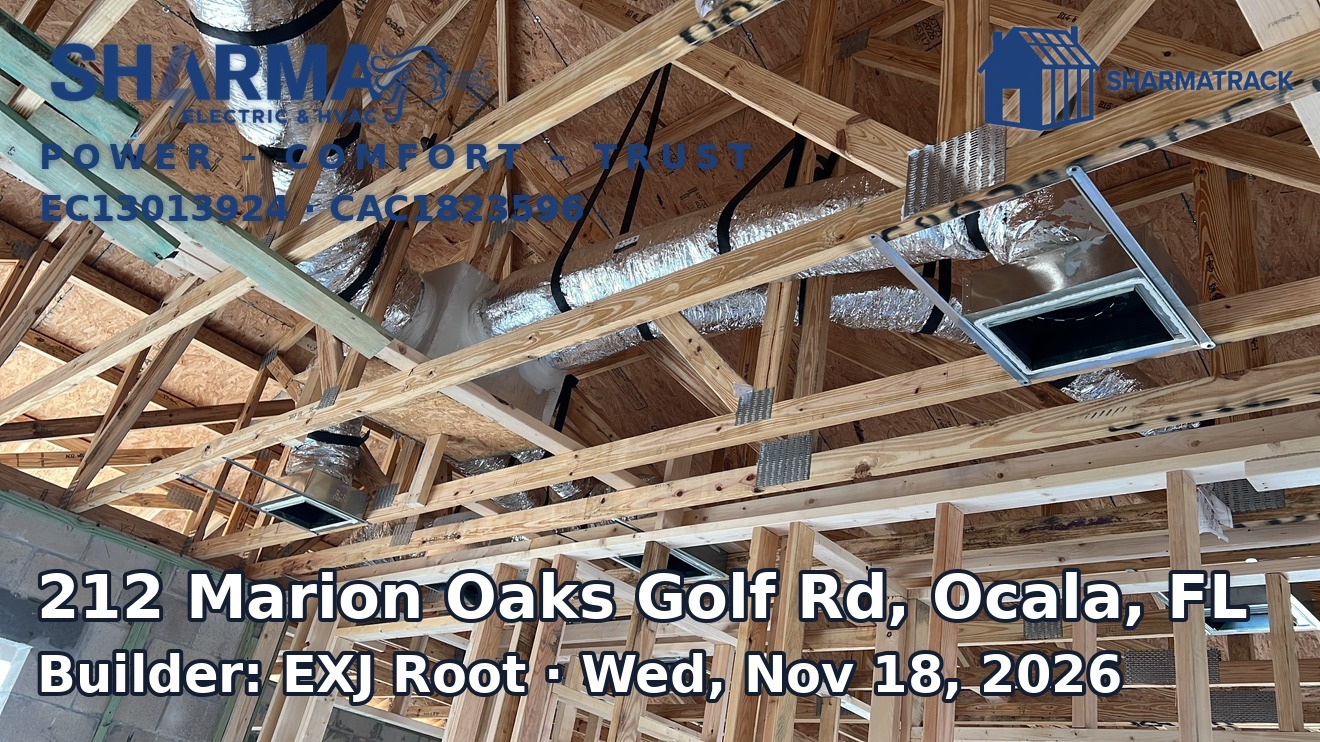 SHARMA
ELECTRIC & HVAC
SHARMATRACK
POWER - COMFORT - TRUST
EC13013924 · CAC1823596
212 Marion Oaks Golf Rd, Ocala, FL
Builder: EXJ Root · Wed, Nov 18, 2026